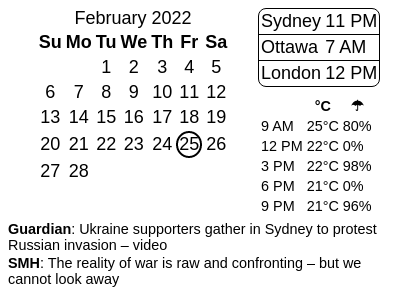 February 2022
Su Mo Tu We Th Fr Sa
1 2 3 4 5
6 7 8 9 10 11 12
13 14 15 16 17 18 19
20 21 22 23 24 25 26
27 28
Sydney 11 PM
Ottawa 7 AM
London 12 PM
°C ☂
9 AM 25°C 80%
12 PM 22°C 0%
3 PM 22°C 98%
6 PM 21°C 0%
9 PM 21°C 96%
Guardian: Ukraine supporters gather in Sydney to protest
Russian invasion – video
SMH: The reality of war is raw and confronting – but we
cannot look away